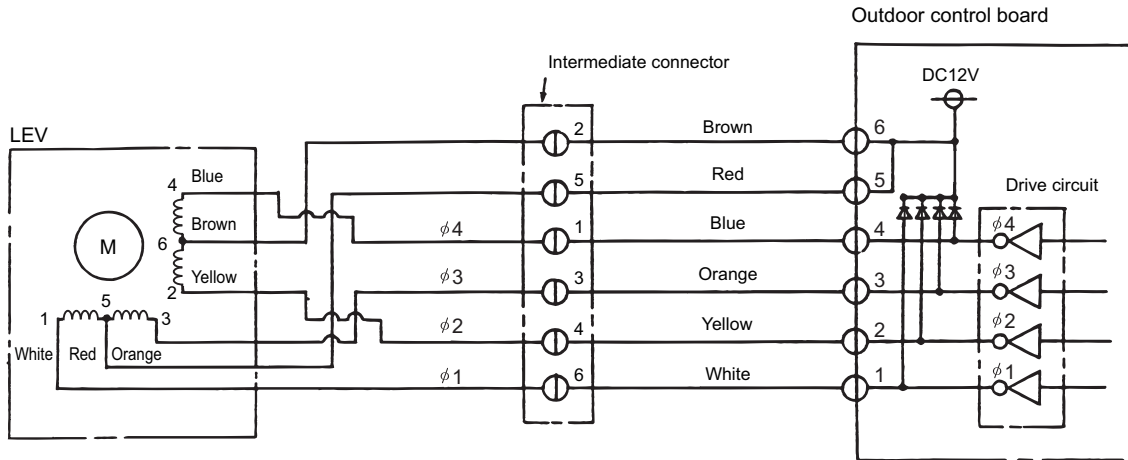 Outdoor control board
Intermediate connector
DC12V
LEV
2 Brown 6
Blue
4
5 Red 5
Drive circuit
Brown
6
M
ϕ4 1 Blue 4 ϕ4
Yellow
2
ϕ3 3 Orange 3 ϕ3
1 5 3
ϕ2 4 Yellow 2 ϕ2
White Red Orange
ϕ1 6 White 1 ϕ1